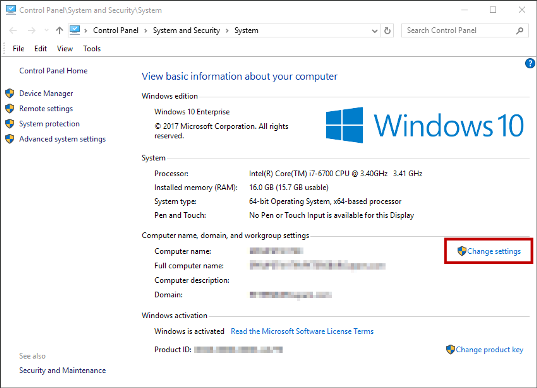 Control Panel\System and Security\System
Control Panel > System and Security > System
Search Control Panel
File Edit View Tools
Control Panel Home
Device Manager
Remote settings
System protection
Advanced system settings
View basic information about your computer
Windows edition
Windows 10 Enterprise
© 2017 Microsoft Corporation. All rights
reserved.
Windows 10
System
Processor: Intel(R) Core(TM) i7-6700 CPU @ 3.40GHz 3.41 GHz
Installed memory (RAM): 16.0 GB (15.7 GB usable)
System type: 64-bit Operating System, x64-based processor
Pen and Touch: No Pen or Touch Input is available for this Display
Computer name, domain, and workgroup settings
Computer name:
Change settings
Full computer name:
Computer description:
Domain:
Windows activation
Windows is activated Read the Microsoft Software License Terms
Product ID:
Change product key
See also
Security and Maintenance